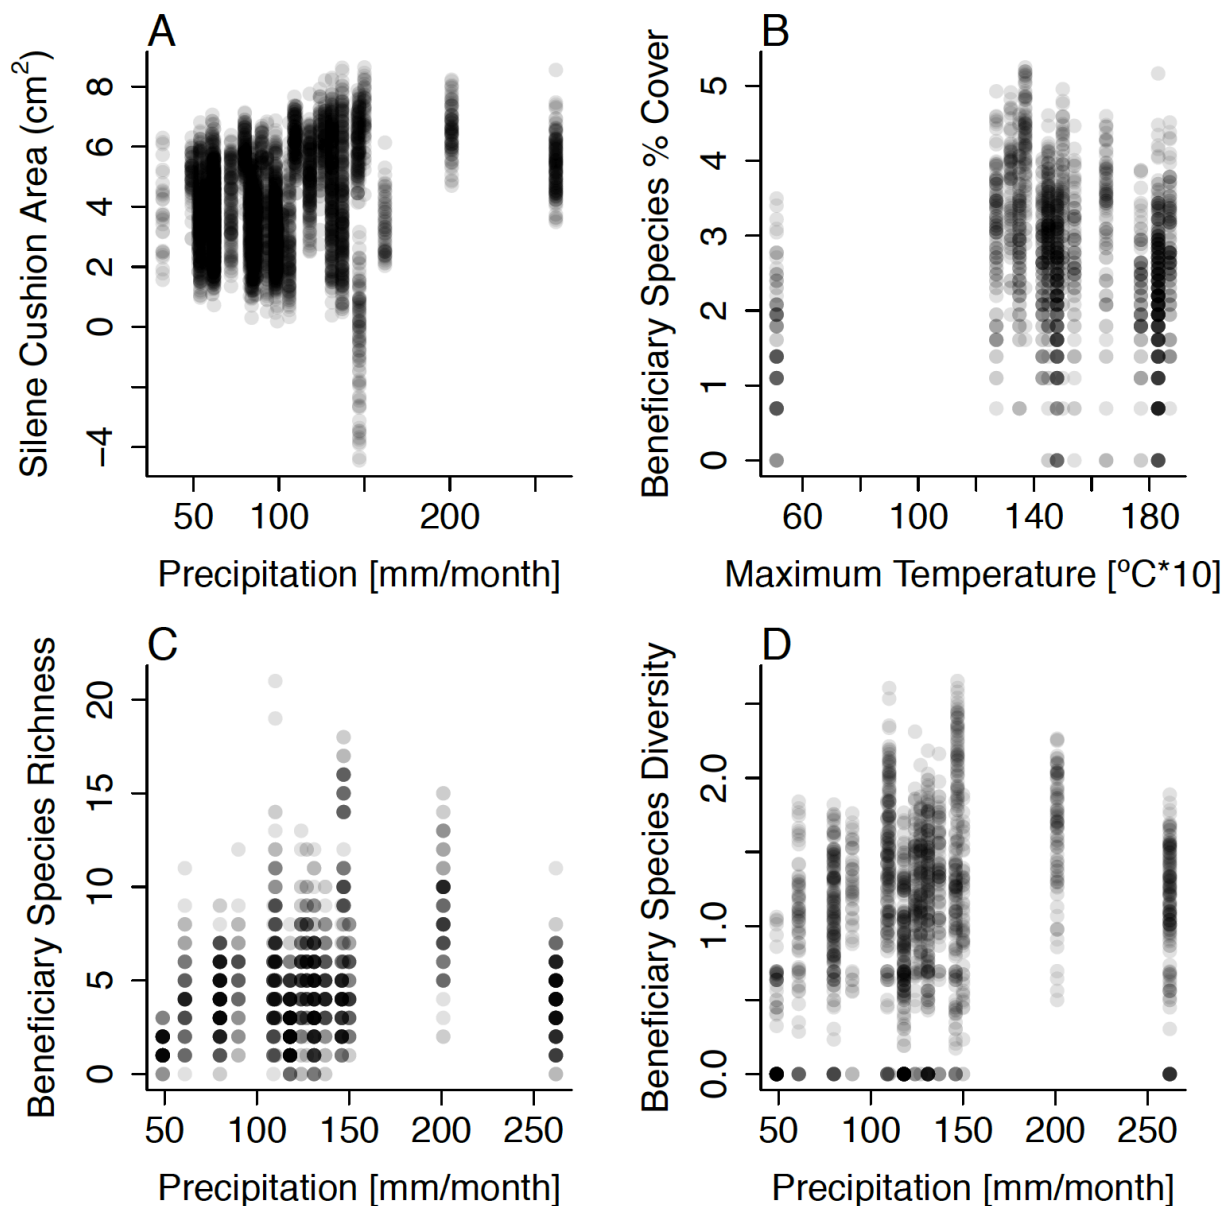 A
Silene Cushion Area (cm2)
8
6
4
2
0
−4
50 100 200
Precipitation [mm/month]
B
Beneficiary Species % Cover
5
4
3
2
1
0
60 100 140 180
Maximum Temperature [ºC*10]
C
Beneficiary Species Richness
20
15
10
5
0
50 100 150 200 250
Precipitation [mm/month]
D
Beneficiary Species Diversity
2.0
1.0
0.0
50 100 150 200 250
Precipitation [mm/month]